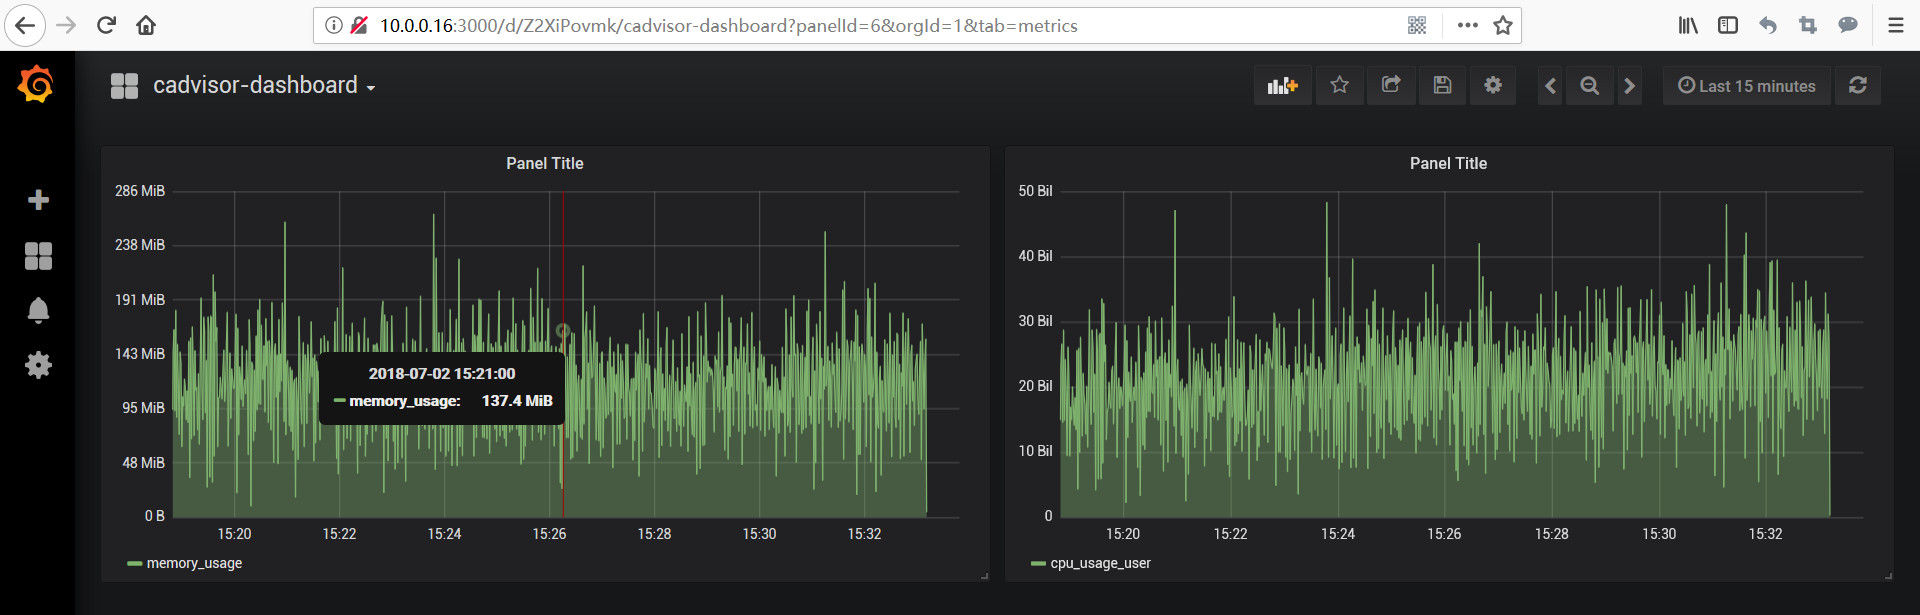 10.0.0.16:3000/d/Z2XiPovmk/cadvisor-dashboard?panelId=6&orgId=1&tab=metrics
cadvisor-dashboard
Last 15 minutes
Panel Title
286 MiB
238 MiB
191 MiB
143 MiB
95 MiB
48 MiB
0 B
2018-07-02 15:21:00
memory_usage: 137.4 MiB
15:20 15:22 15:24 15:26 15:28 15:30 15:32
memory_usage
Panel Title
50 Bil
40 Bil
30 Bil
20 Bil
10 Bil
0
15:20 15:22 15:24 15:26 15:28 15:30 15:32
cpu_usage_user